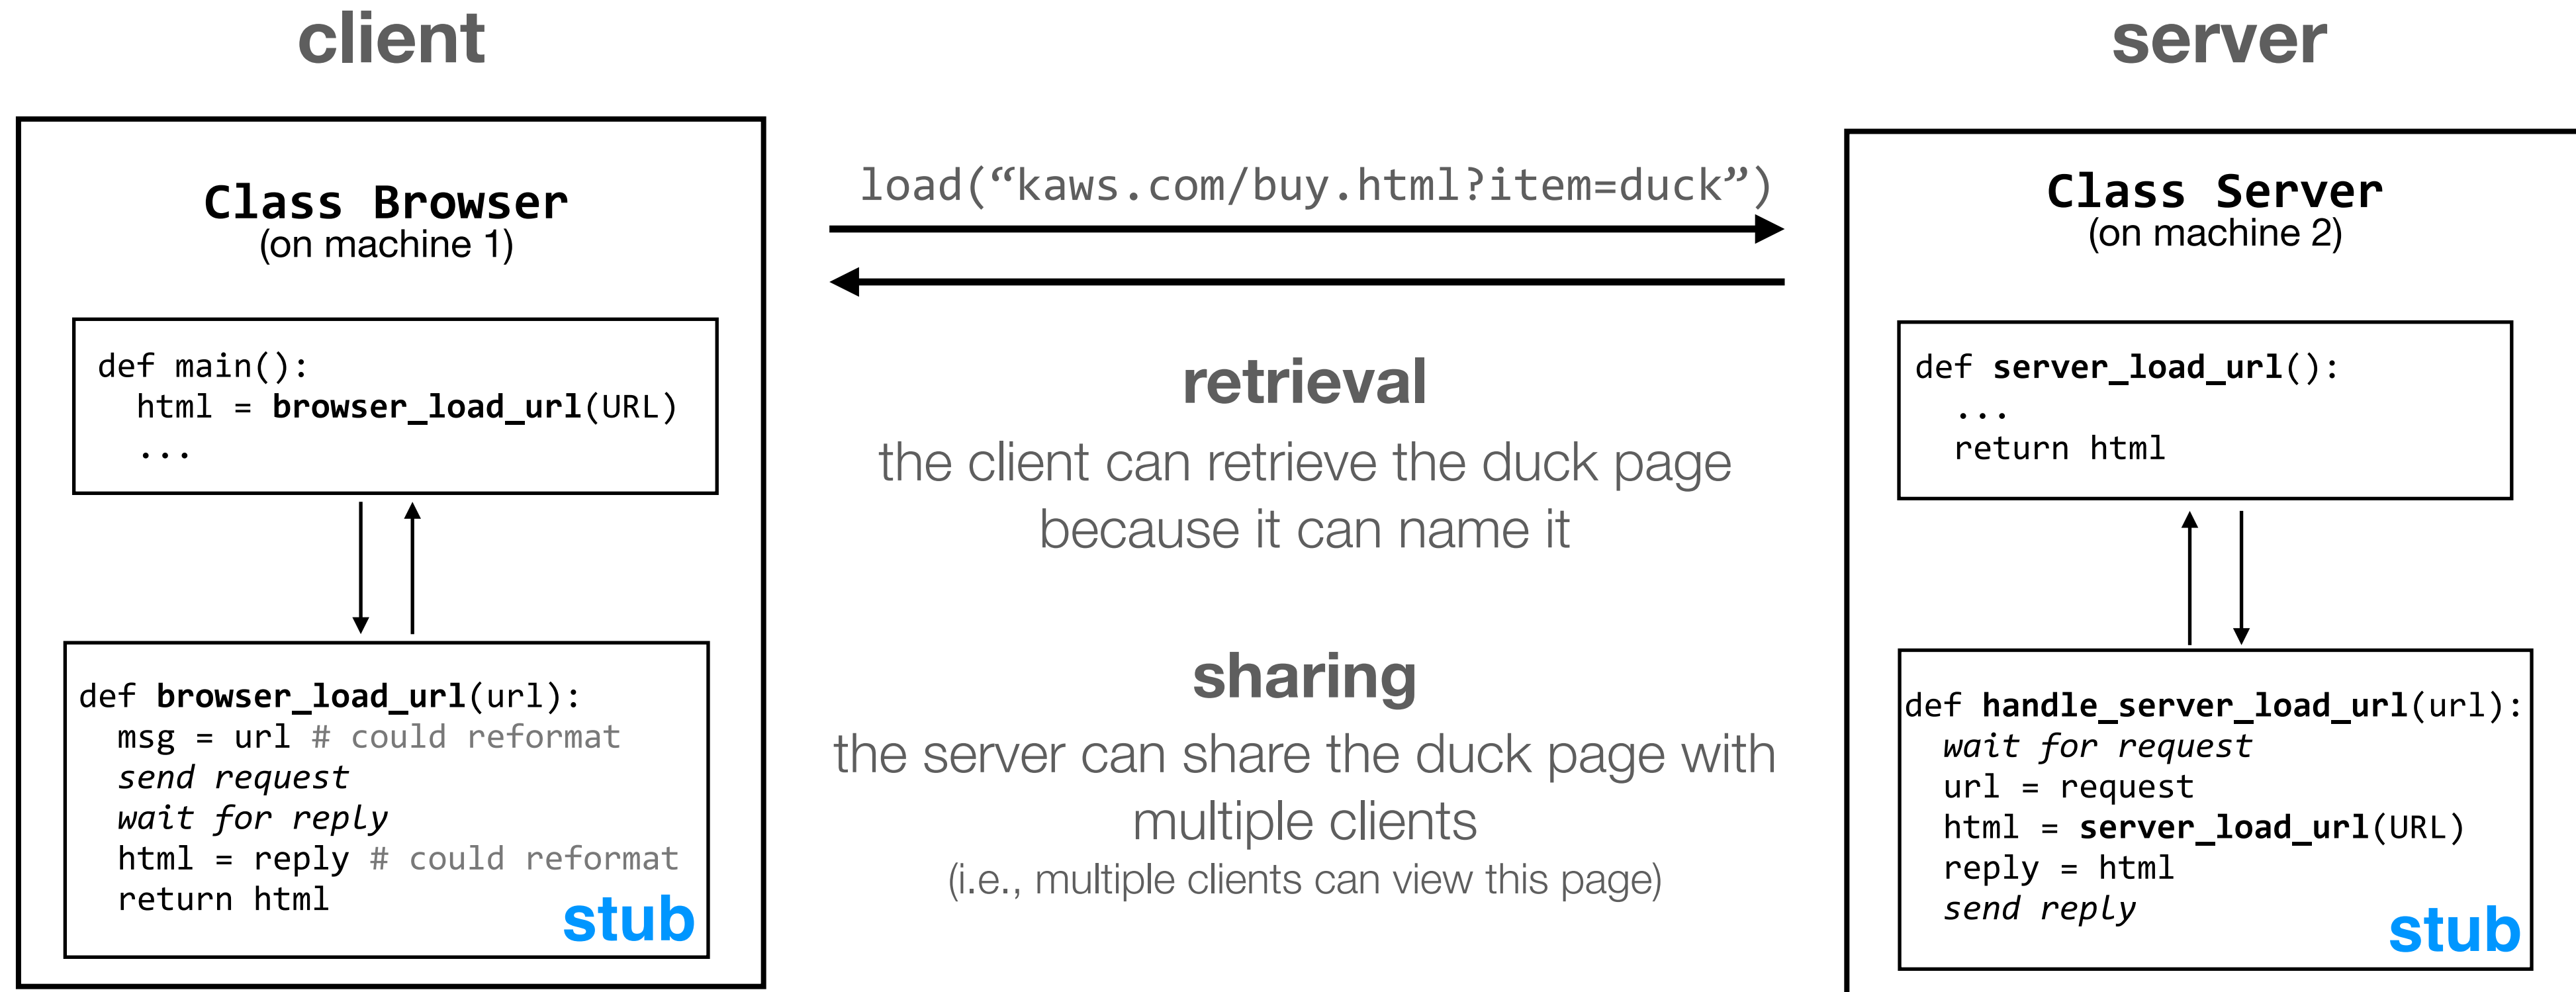 client
Class Browser
(on machine 1)
def main():
  html = browser_load_url(URL)
  ...
def browser_load_url(url):
  msg = url # could reformat
  send request
  wait for reply
  html = reply # could reformat
  return html
stub
load(“kaws.com/buy.html?item=duck”)
retrieval
the client can retrieve the duck page
because it can name it
sharing
the server can share the duck page with
multiple clients
(i.e., multiple clients can view this page)
server
Class Server
(on machine 2)
def server_load_url():
  ...
  return html
def handle_server_load_url(url):
  wait for request
  url = request
  html = server_load_url(URL)
  reply = html
  send reply
stub